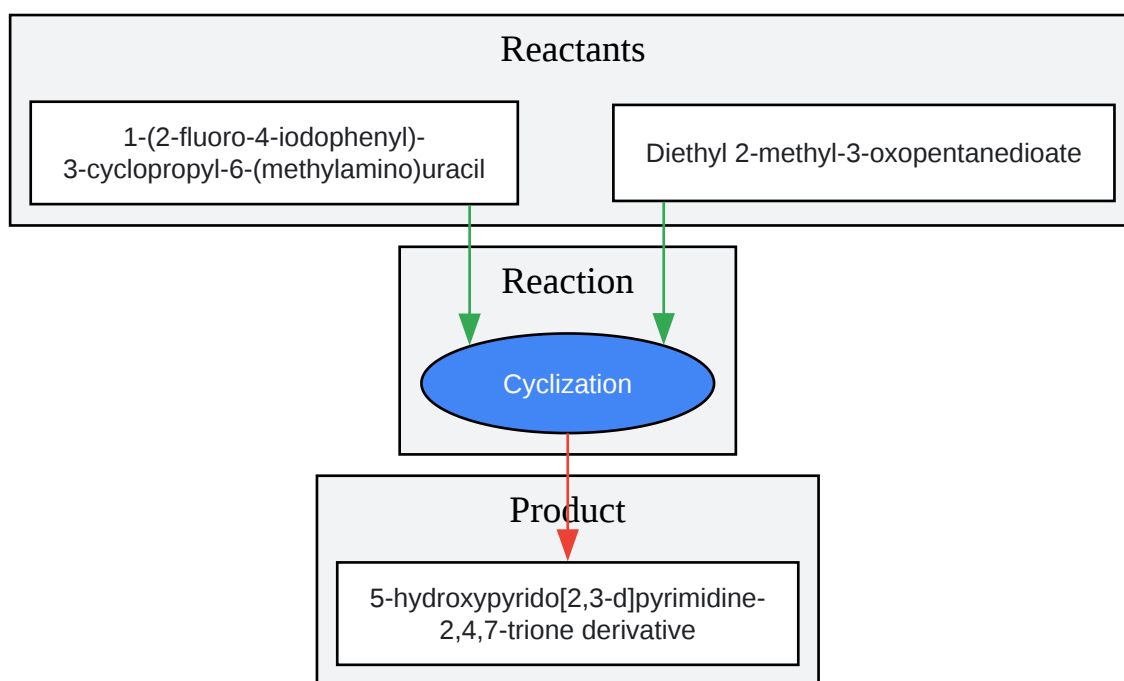 Reactants
1-(2-fluoro-4-iodophenyl)-
3-cyclopropyl-6-(methylamino)uracil
Diethyl 2-methyl-3-oxopentanedioate
Reaction
Cyclization
Product
5-hydroxypyrido[2,3-d]pyrimidine-
2,4,7-trione derivative